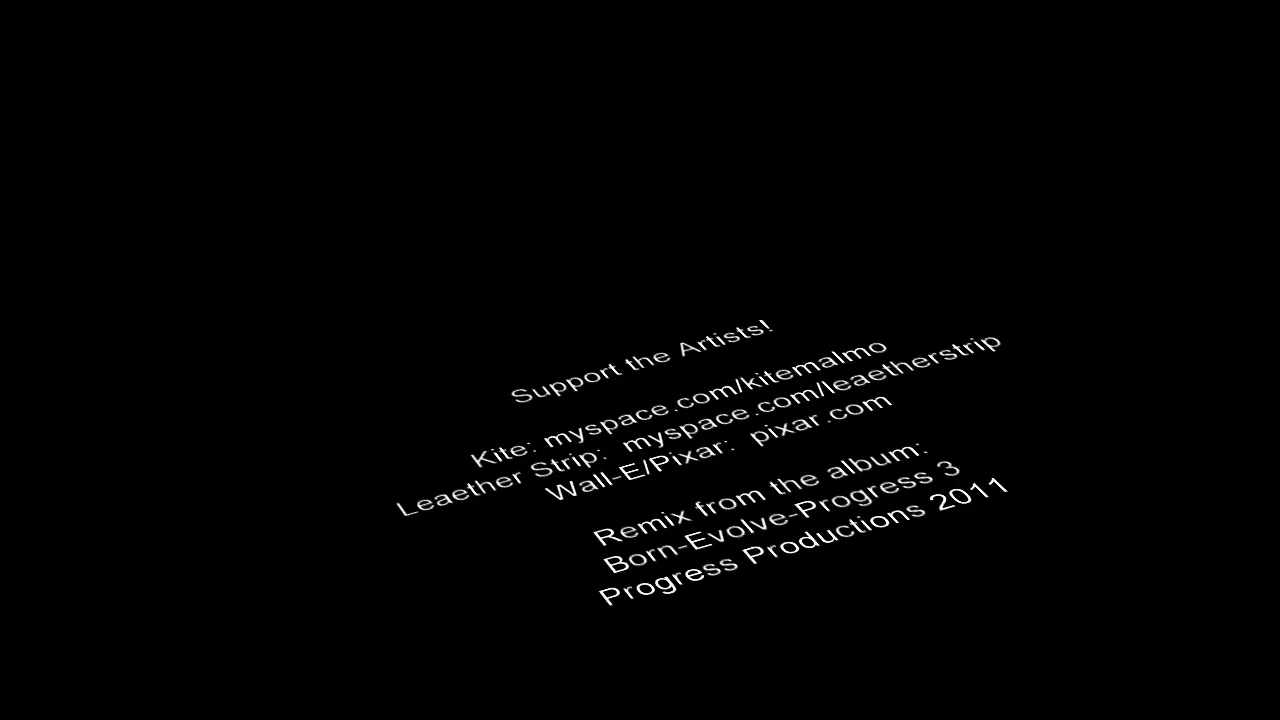 Support the Artists!
Kite: myspace.com/kitemalmo
Leaether Strip: myspace.com/leaetherstrip
Wall-E/Pixar: pixar.com
Remix from the album:
Born-Evolve-Progress 3
Progress Productions 2011